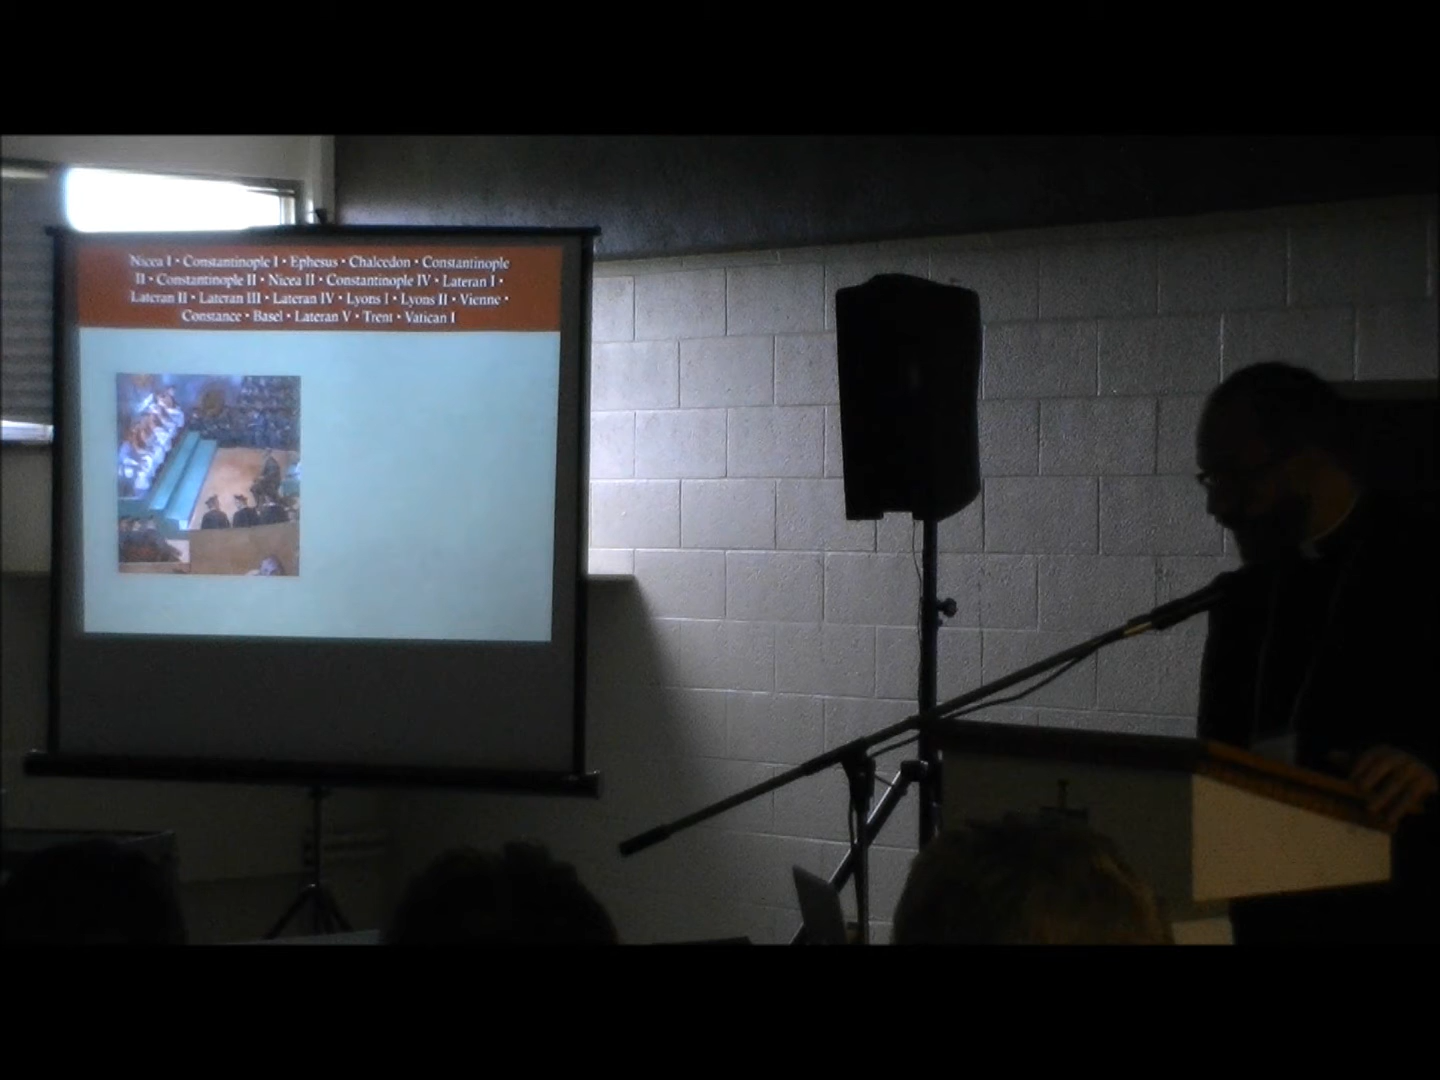 Nicea I • Constantinople I • Ephesus • Chalcedon • Constantinople
II • Constantinople II • Nicea II • Constantinople IV • Lateran I •
Lateran II • Lateran III • Lateran IV • Lyons I • Lyons II • Vienne •
Constance • Basel • Lateran V • Trent • Vatican I